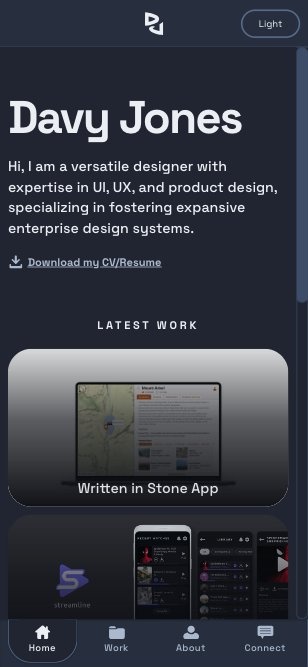 Light
Davy Jones
Hi, I am a versatile designer with
expertise in UI, UX, and product design,
specializing in fostering expansive
enterprise design systems.
Download my CV/Resume
LATEST WORK
Written in Stone App
streamline
LIBRARY
Home
Work
About
Connect